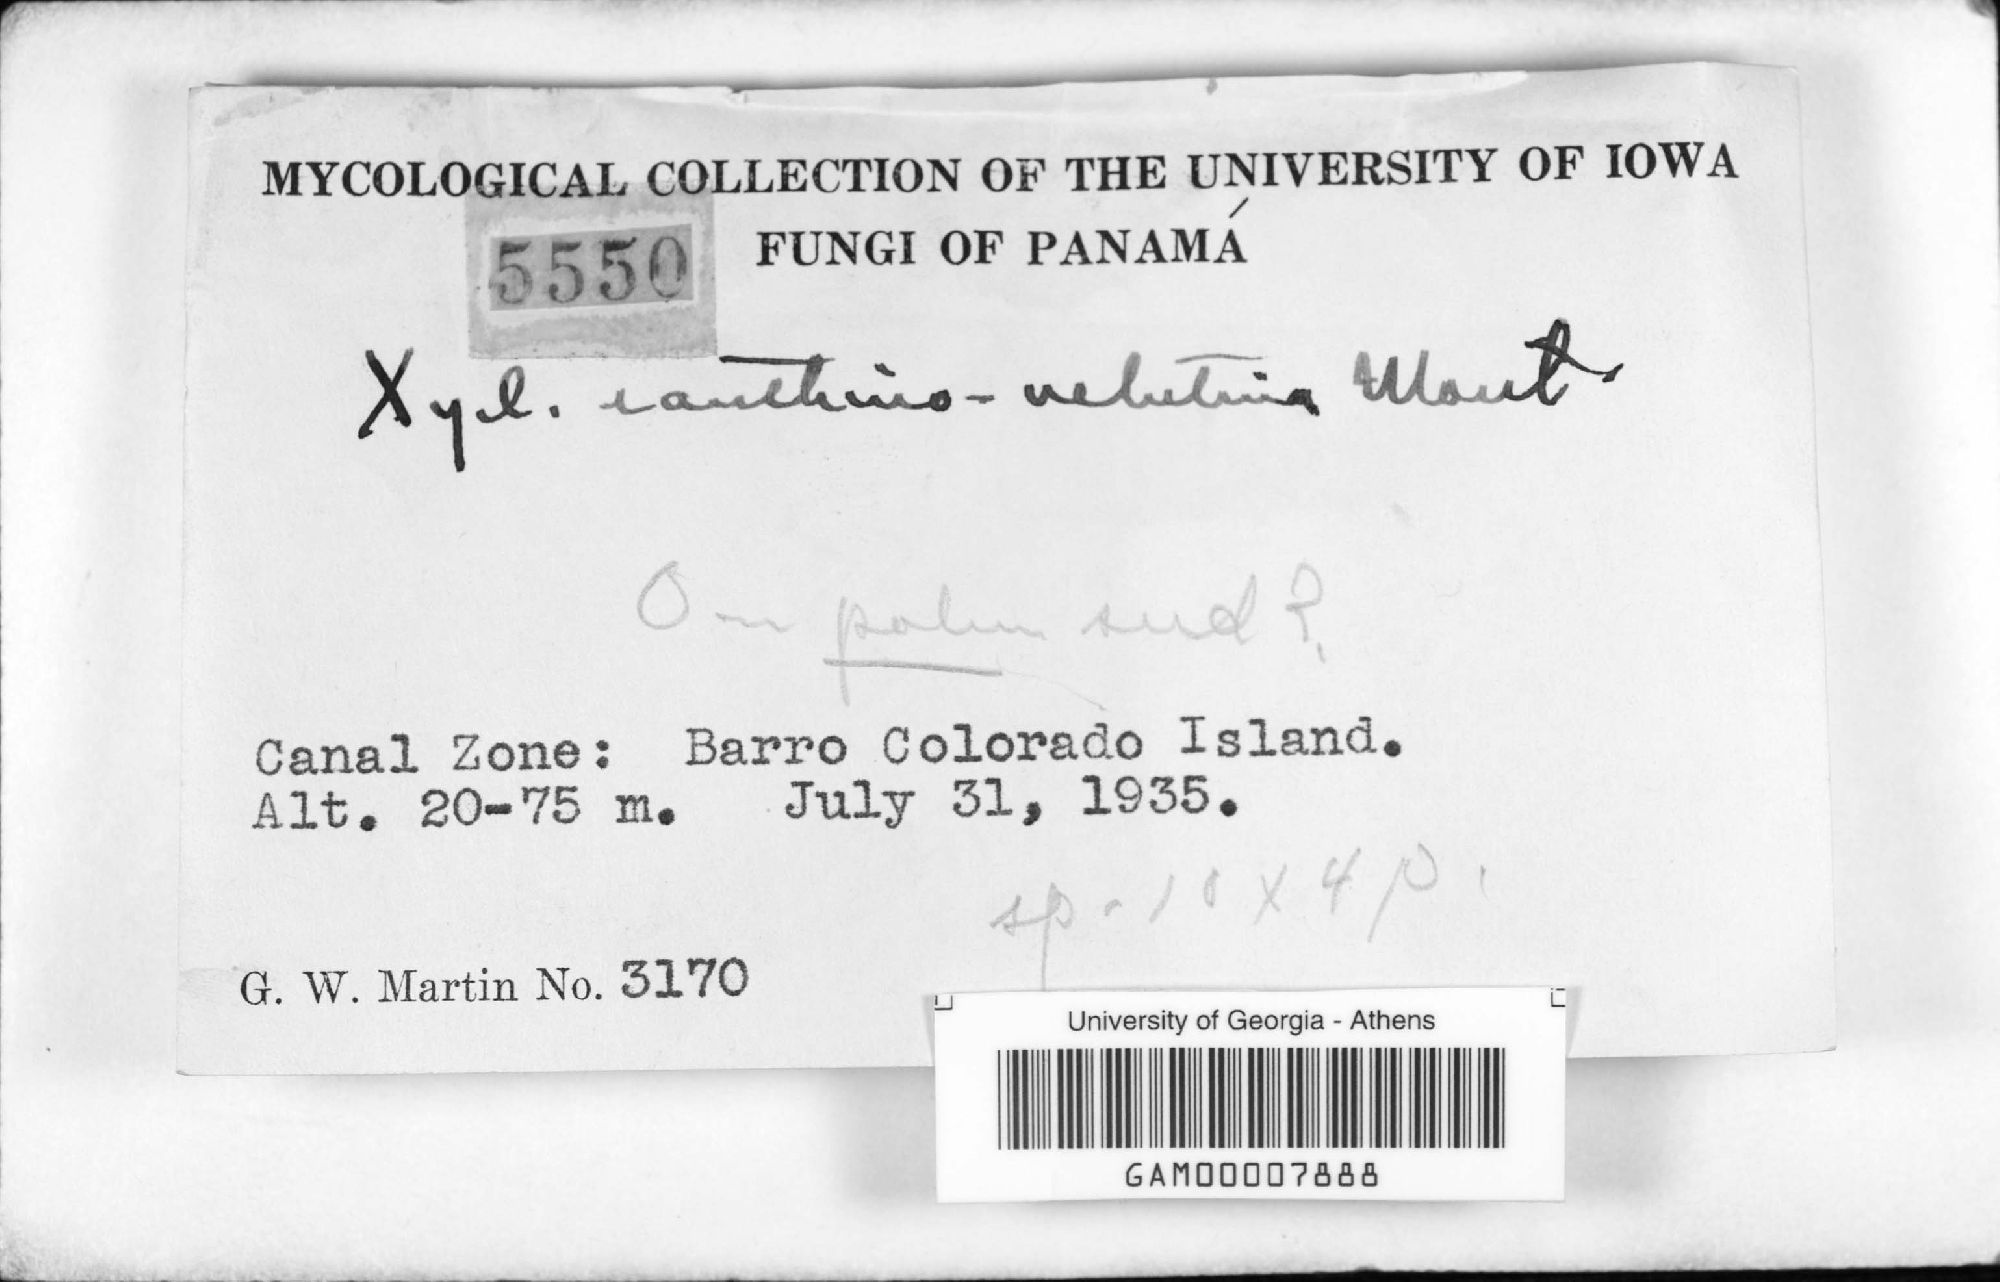 MYCOLOGICAL COLLECTION OF THE UNIVERSITY OF IOWA
FUNGI OF PANAMÁ
5550
Xyl. ianthino-velutina Mont.
On palm seed?
Canal Zone: Barro Colorado Island.
Alt. 20-75 m. July 31, 1935.
sp. 10 x 4 µ.
G. W. Martin No. 3170
University of Georgia - Athens
GAM00007888